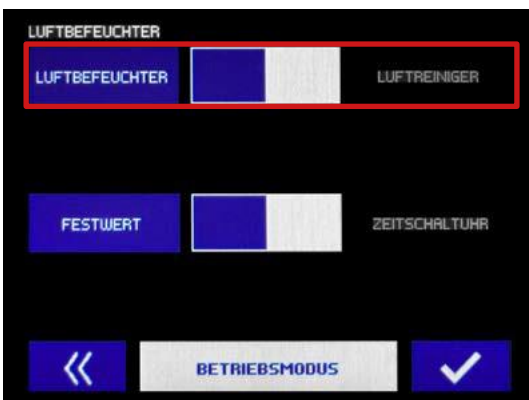 LUFTBEFEUCHTER
LUFTBEFEUCHTER LUFTREINIGER
FESTWERT ZEITSCHALTUHR
BETRIEBSMODUS